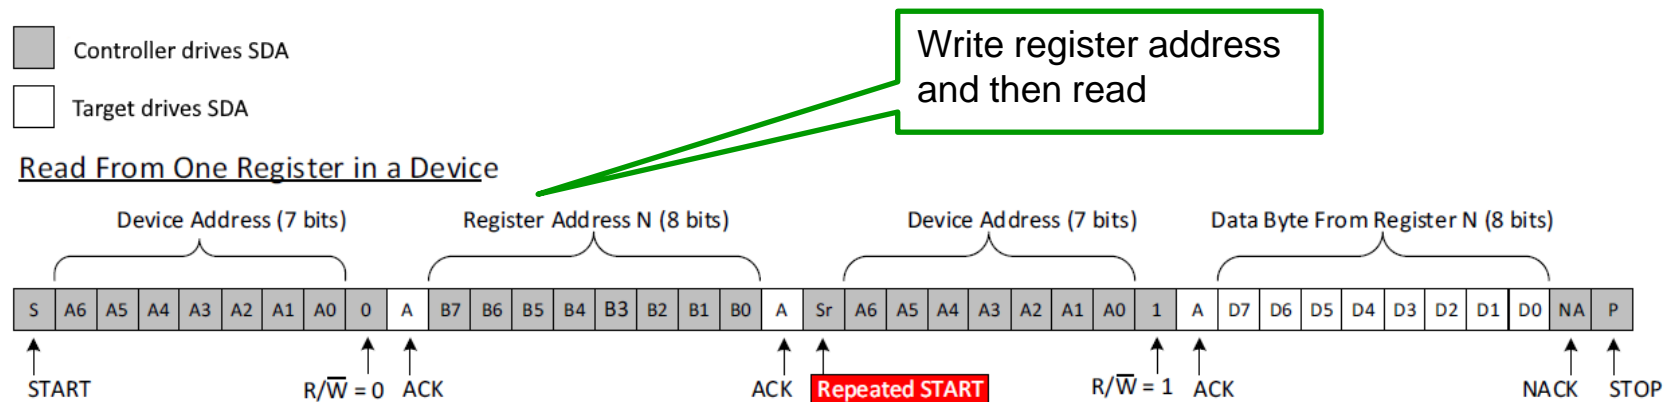 Controller drives SDA
Target drives SDA
Write register address
and then read
Read From One Register in a Device
Device Address (7 bits) Register Address N (8 bits) Device Address (7 bits) Data Byte From Register N (8 bits)
S A6 A5 A4 A3 A2 A1 A0 0 A B7 B6 B5 B4 B3 B2 B1 B0 A Sr A6 A5 A4 A3 A2 A1 A0 1 A D7 D6 D5 D4 D3 D2 D1 D0 NA P
START R/W̅ = 0 ACK ACK Repeated START R/W̅ = 1 ACK NACK STOP